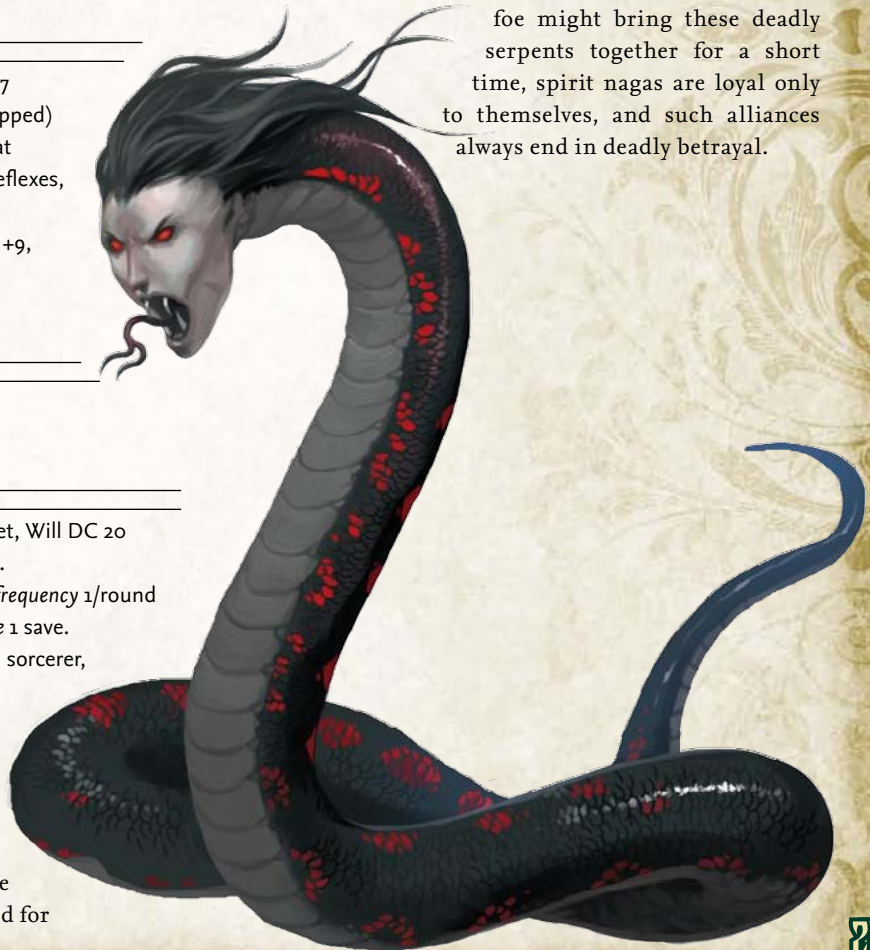 7
pped)
at
eflexes,
+9,
et, Will DC 20
.
frequency 1/round
e 1 save.
sorcerer,
e
d for
foe might bring these deadly
serpents together for a short
time, spirit nagas are loyal only
to themselves, and such alliances
always end in deadly betrayal.